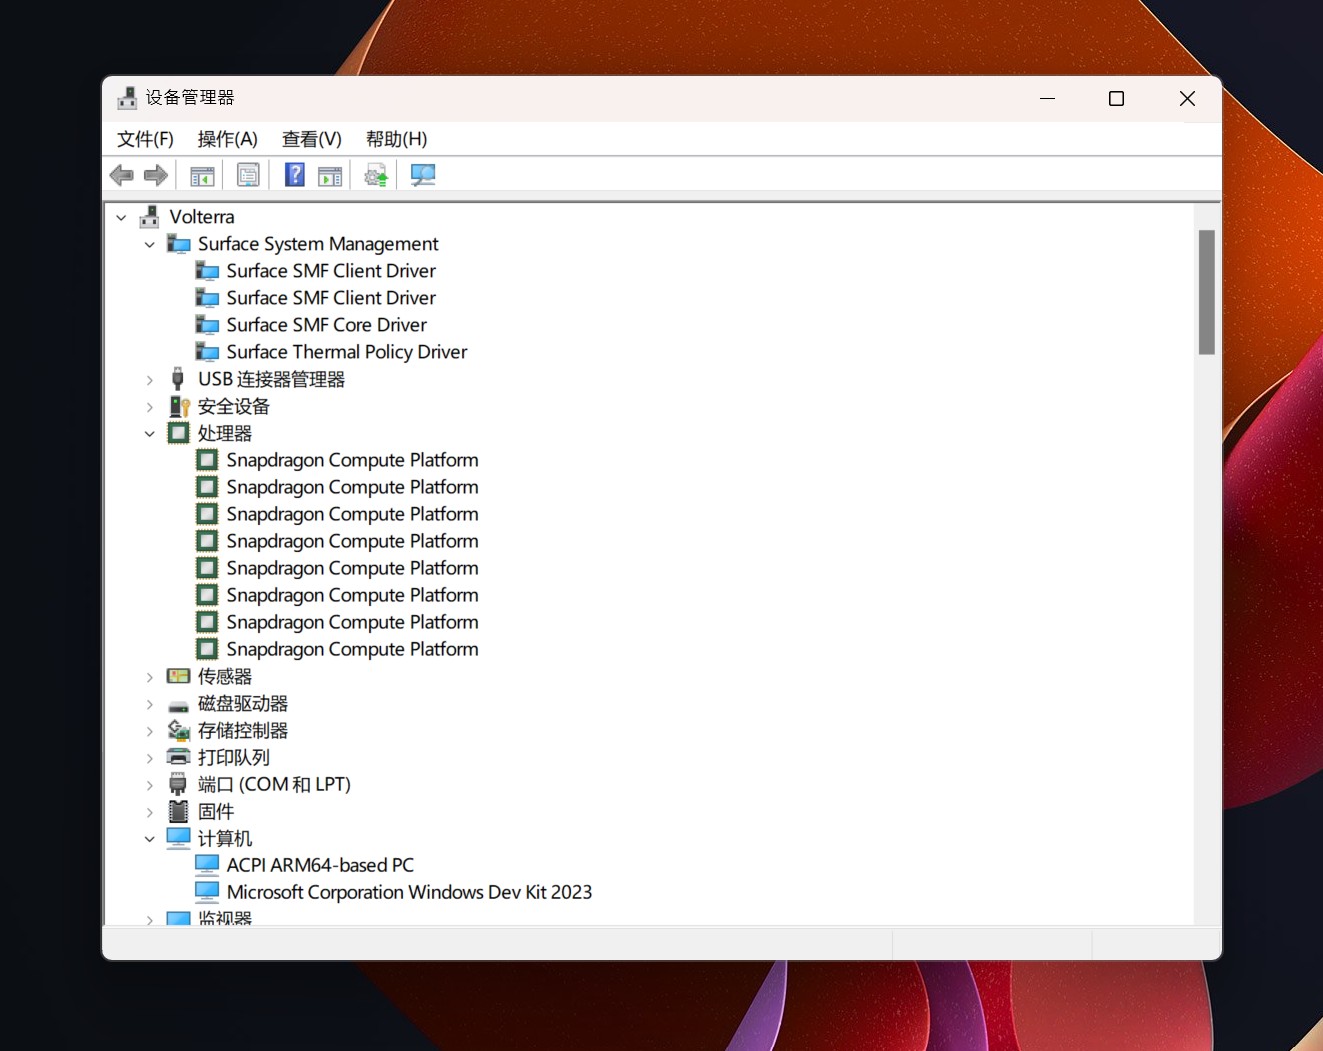 设备管理器
文件(F) 操作(A) 查看(V) 帮助(H)
Volterra
Surface System Management
Surface SMF Client Driver
Surface SMF Client Driver
Surface SMF Core Driver
Surface Thermal Policy Driver
USB 连接器管理器
安全设备
处理器
Snapdragon Compute Platform
Snapdragon Compute Platform
Snapdragon Compute Platform
Snapdragon Compute Platform
Snapdragon Compute Platform
Snapdragon Compute Platform
Snapdragon Compute Platform
Snapdragon Compute Platform
传感器
磁盘驱动器
存储控制器
打印队列
端口 (COM 和 LPT)
固件
计算机
ACPI ARM64-based PC
Microsoft Corporation Windows Dev Kit 2023
监视器